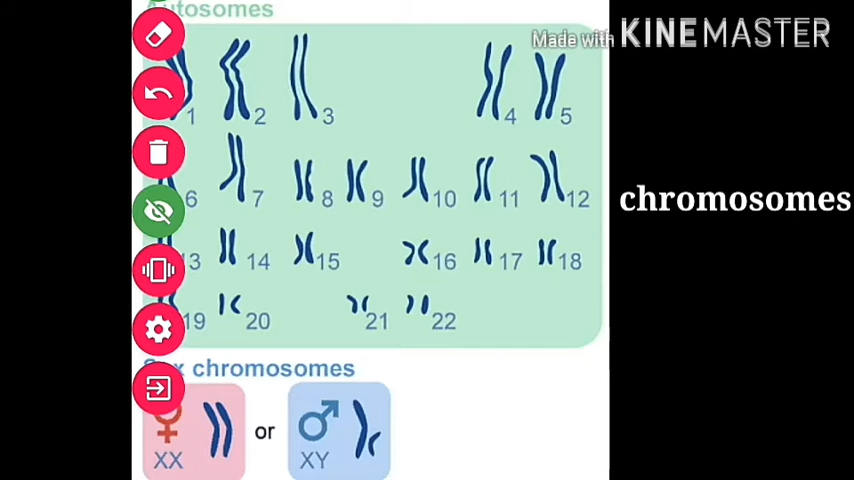 Autosomes
Made with KINEMASTER
1 2 3 4 5
6 7 8 9 10 11 12
chromosomes
13 14 15 16 17 18
19 20 21 22
Sex chromosomes
or
XX XY